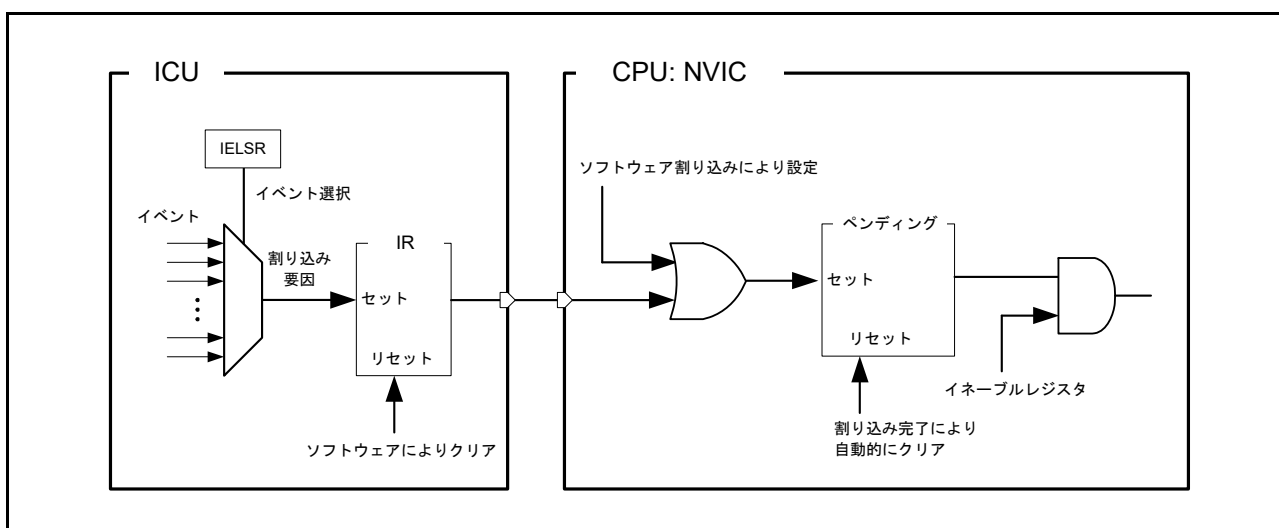 ICU
CPU: NVIC
IELSR
イベント選択
イベント
割り込み
要因
IR
セット
リセット
ソフトウェアによりクリア
ソフトウェア割り込みにより設定
ペンディング
セット
リセット
イネーブルレジスタ
割り込み完了により
自動的にクリア